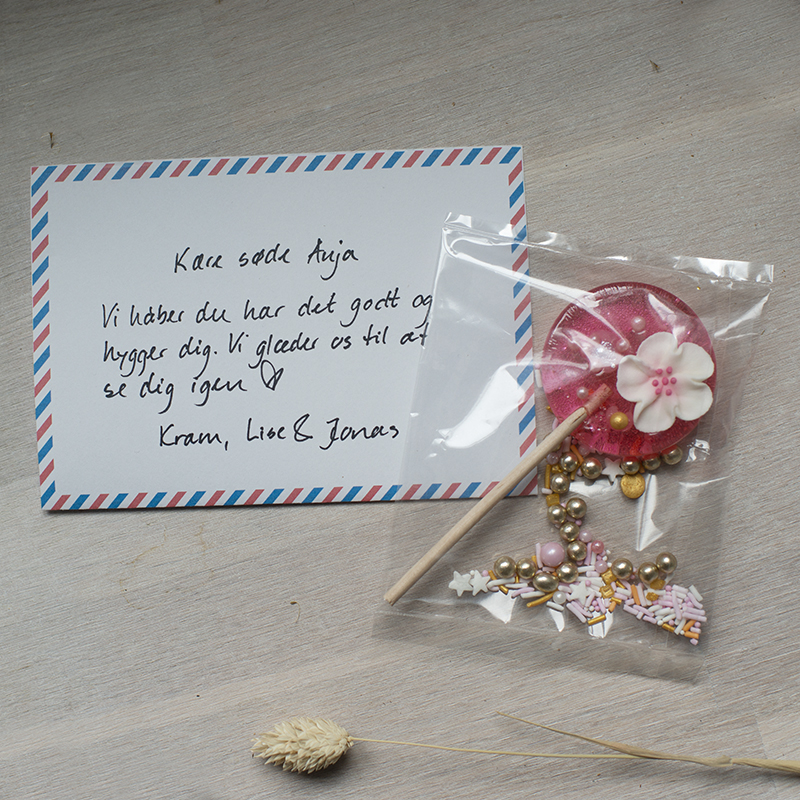 Kære søde Anja
Vi håber du har det godt og
hygger dig. Vi glæder os til at
se dig igen ♡
Kram, Lise & Jonas